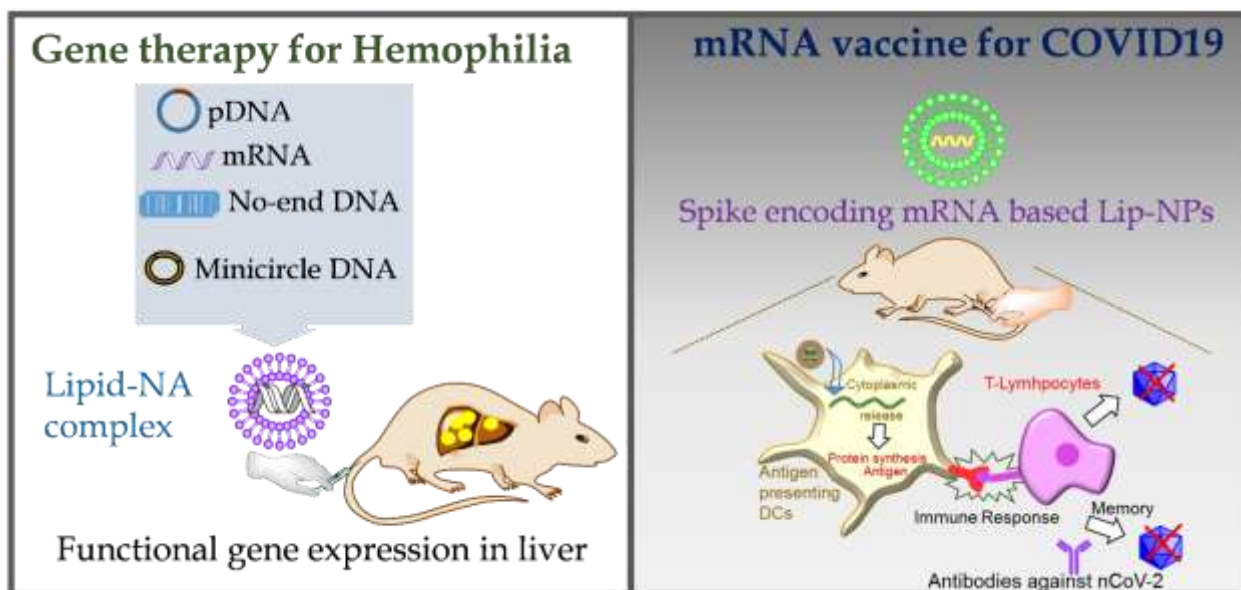 Gene therapy for Hemophilia
pDNA
mRNA
No-end DNA
Minicircle DNA
Lipid-NA
complex
Functional gene expression in liver
mRNA vaccine for COVID19
Spike encoding mRNA based Lip-NPs
Cytoplasmic
release
Protein synthesis
Antigen
Antigen
presenting
DCs
T-Lymhpocytes
Immune Response
Memory
Antibodies against nCoV-2